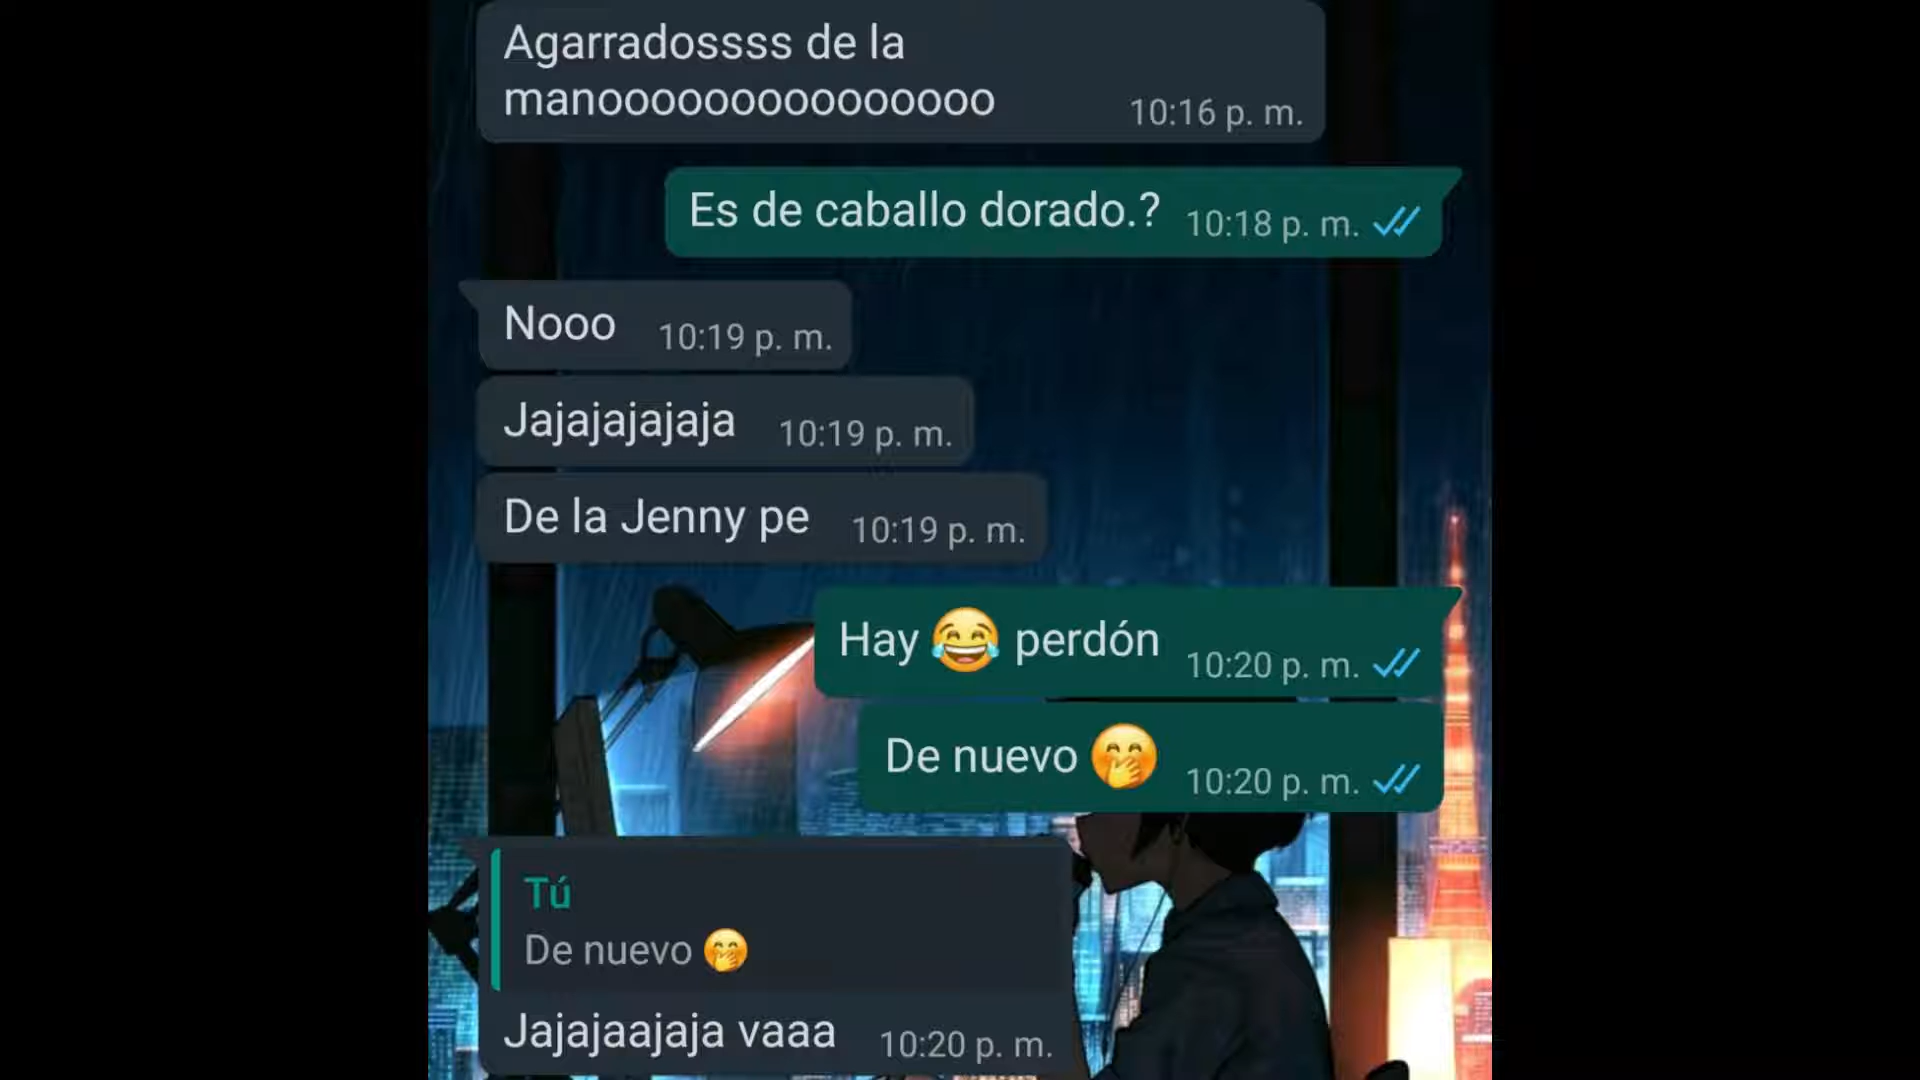 Agarradossss de la
manoooooooooooooooo 10:16 p. m.
Es de caballo dorado.? 10:18 p. m.
Nooo 10:19 p. m.
Jajajajajaja 10:19 p. m.
De la Jenny pe 10:19 p. m.
Hay 😂 perdón 10:20 p. m.
De nuevo 🤭 10:20 p. m.
Tú
De nuevo 🤭
Jajajaajaja vaaa 10:20 p. m.